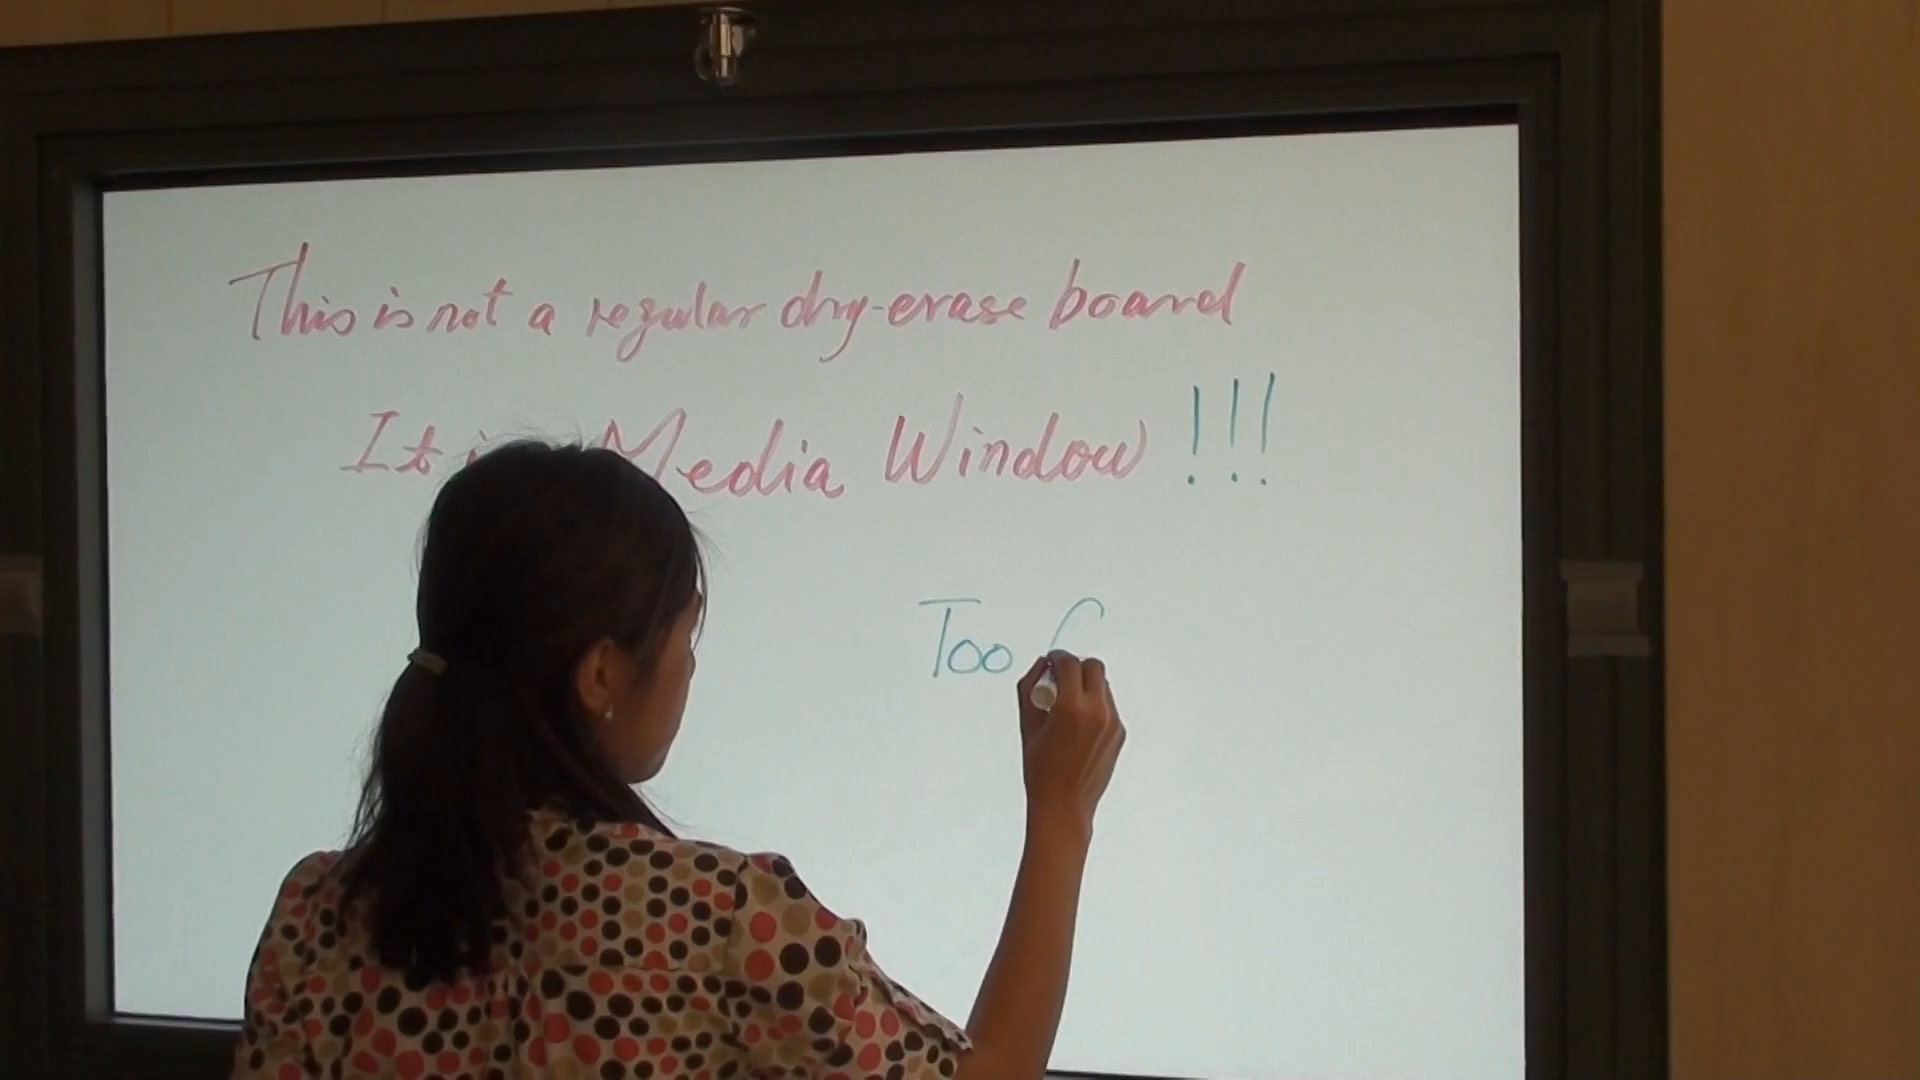 This is not a regular dry-erase board
It is Media Window !!!
Too